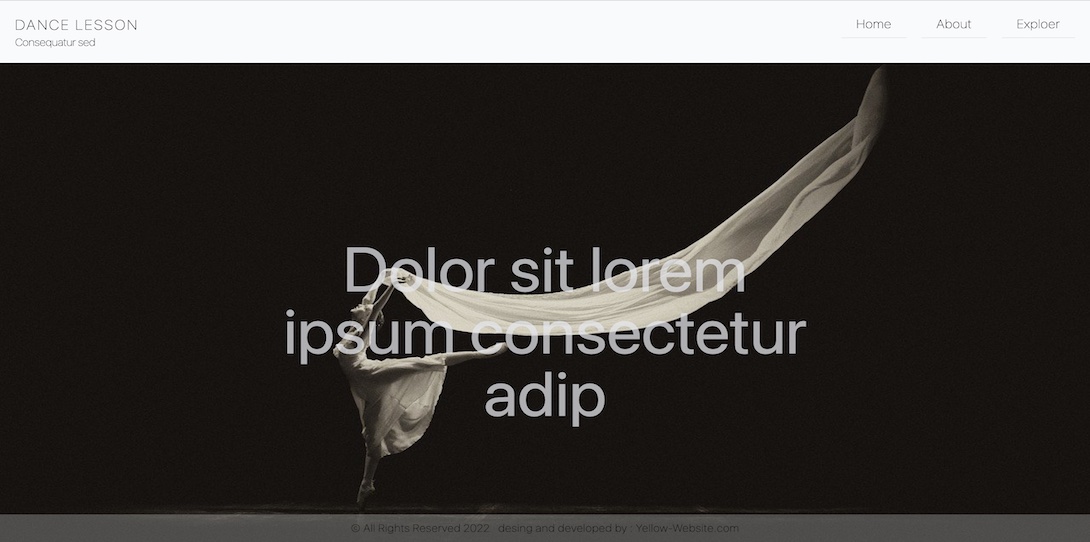 DANCE LESSON
Consequatur sed
Home About Exploer
Dolor sit lorem
ipsum consectetur
adip
© All Rights Reserved 2022 desing and developed by : Yellow-Website.com